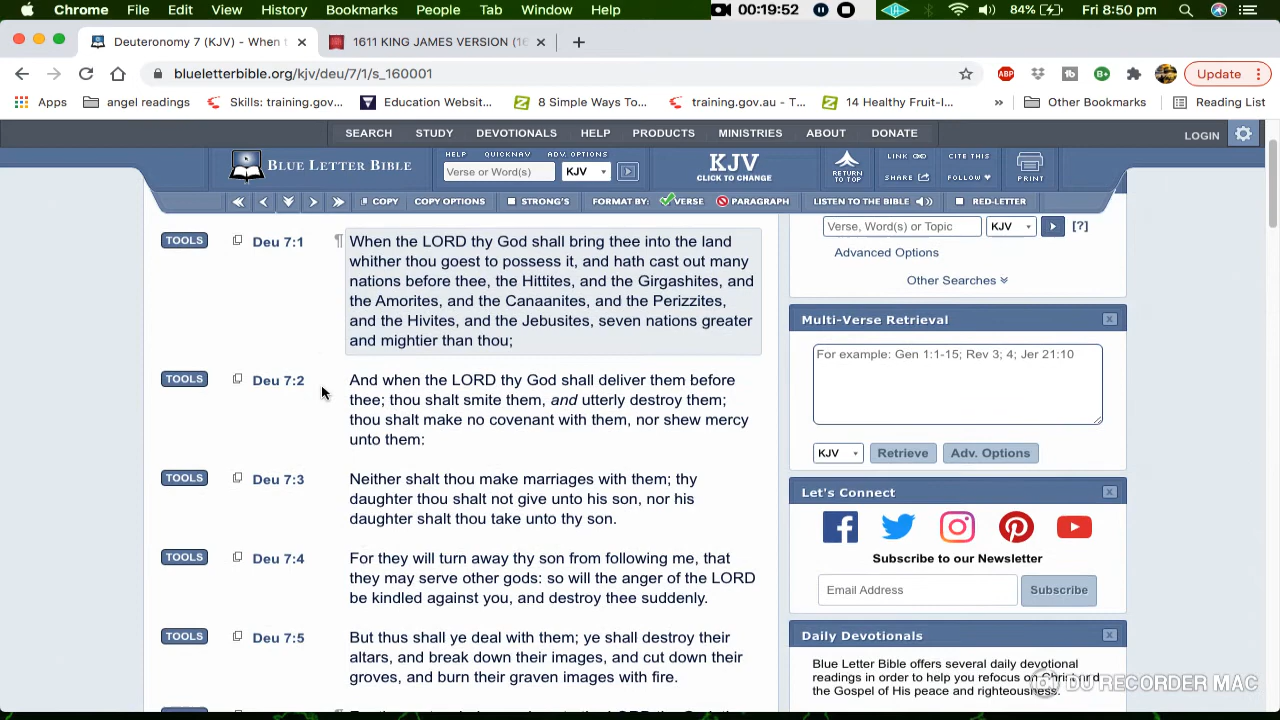 Chrome File Edit View History Bookmarks People Tab Window Help 00:19:52 84% Fri 8:50 pm
Deuteronomy 7 (KJV) - When t 1611 KING JAMES VERSION (16
blueletterbible.org/kjv/deu/7/1/s_160001 ABP Update
Apps angel readings Skills: training.gov... Education Websit... 8 Simple Ways To... training.gov.au - T... 14 Healthy Fruit-I... » Other Bookmarks Reading List
SEARCH STUDY DEVOTIONALS HELP PRODUCTS MINISTRIES ABOUT DONATE LOGIN
BLUE LETTER BIBLE
HELP QUICKNAV ADV. OPTIONS
Verse or Word(s) KJV
KJV
CLICK TO CHANGE
RETURN TO TOP
LINK CITE THIS
SHARE FOLLOW PRINT
COPY COPY OPTIONS STRONG'S FORMAT BY: VERSE PARAGRAPH LISTEN TO THE BIBLE RED-LETTER
TOOLS Deu 7:1 ¶ When the LORD thy God shall bring thee into the land
whither thou goest to possess it, and hath cast out many
nations before thee, the Hittites, and the Girgashites, and
the Amorites, and the Canaanites, and the Perizzites,
and the Hivites, and the Jebusites, seven nations greater
and mightier than thou;
TOOLS Deu 7:2 And when the LORD thy God shall deliver them before
thee; thou shalt smite them, and utterly destroy them;
thou shalt make no covenant with them, nor shew mercy
unto them:
TOOLS Deu 7:3 Neither shalt thou make marriages with them; thy
daughter thou shalt not give unto his son, nor his
daughter shalt thou take unto thy son.
TOOLS Deu 7:4 For they will turn away thy son from following me, that
they may serve other gods: so will the anger of the LORD
be kindled against you, and destroy thee suddenly.
TOOLS Deu 7:5 But thus shall ye deal with them; ye shall destroy their
altars, and break down their images, and cut down their
groves, and burn their graven images with fire.
Verse, Word(s) or Topic KJV [?]
Advanced Options
Other Searches
Multi-Verse Retrieval
For example: Gen 1:1-15; Rev 3; 4; Jer 21:10
KJV Retrieve Adv. Options
Let's Connect
Subscribe to our Newsletter
Email Address Subscribe
Daily Devotionals
Blue Letter Bible offers several daily devotional
readings in order to help you refocus on Christ and
the Gospel of His peace and righteousness.
DU RECORDER MAC